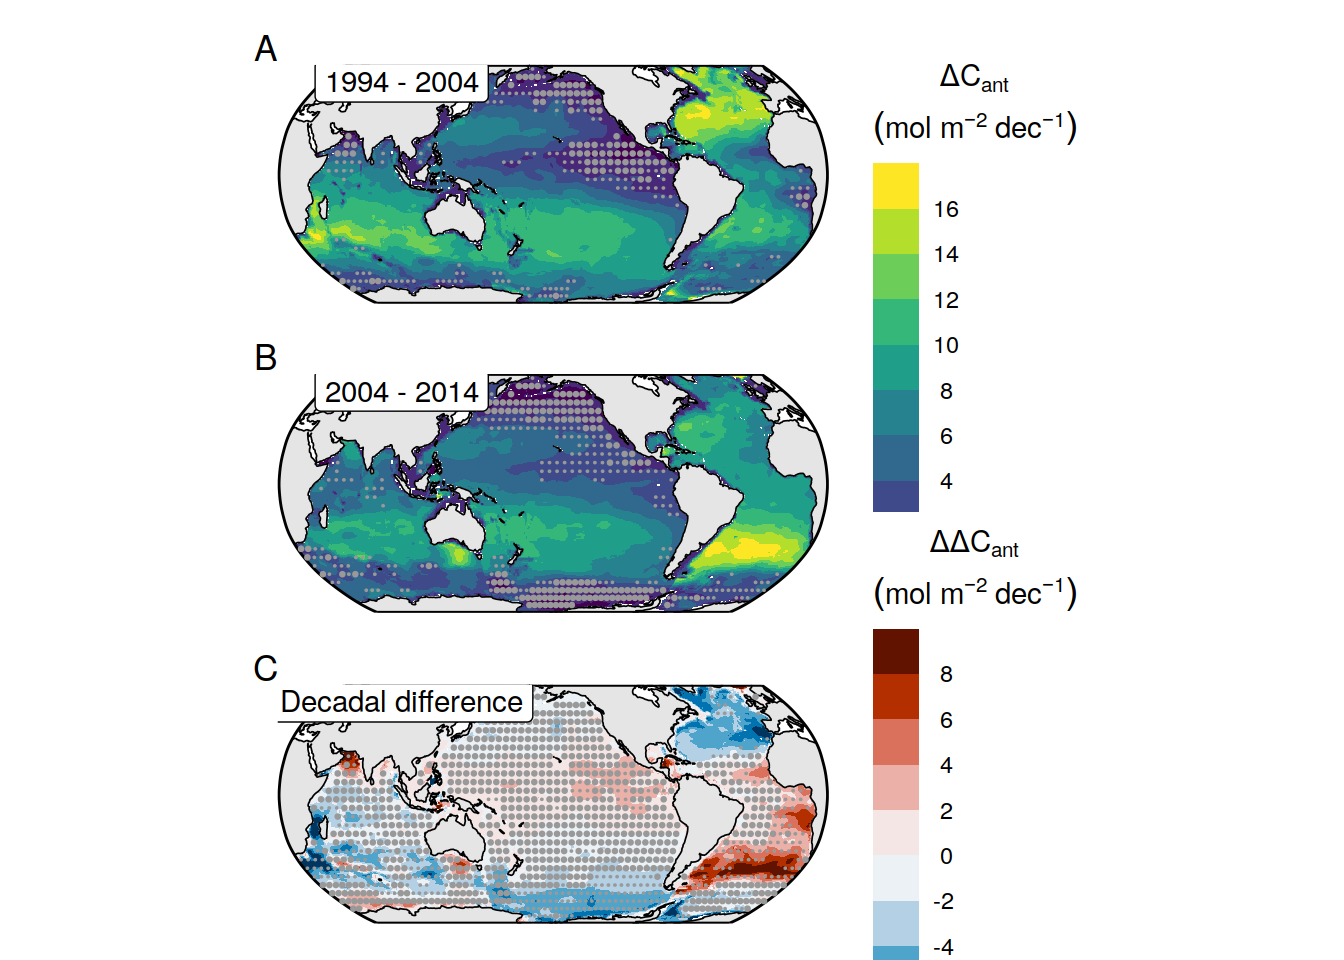 A
1994 - 2004
ΔCant
(mol m−2 dec−1)
16
14
12
10
8
6
4
B
2004 - 2014
ΔΔCant
(mol m−2 dec−1)
8
6
4
2
0
-2
-4
C
Decadal difference